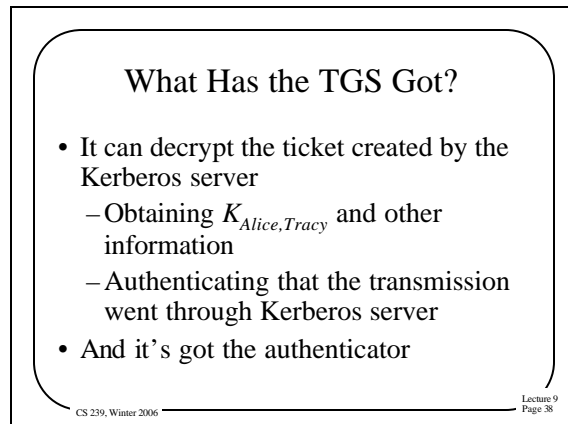 What Has the TGS Got?
• It can decrypt the ticket created by the
Kerberos server
–Obtaining K_Alice,Tracy and other
information
–Authenticating that the transmission
went through Kerberos server
• And it's got the authenticator
CS 239, Winter 2006
Lecture 9
Page 38